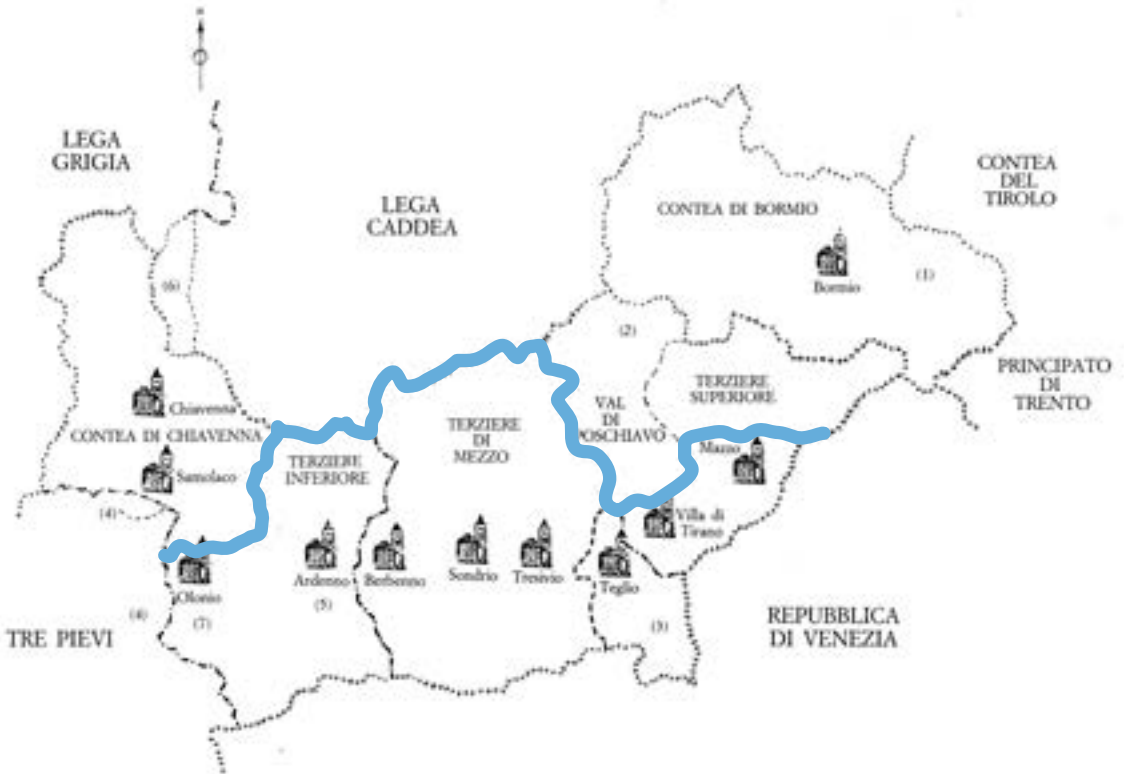 LEGA
GRIGIA
LEGA
CADDEA
CONTEA
DEL
TIROLO
CONTEA DI BORMIO
Bormio
(1)
(6)
(2)
PRINCIPATO
DI
TRENTO
TERZIERE
SUPERIORE
VAL
DI
POSCHIAVO
Chiavenna
CONTEA DI CHIAVENNA
TERZIERE
DI
MEZZO
Mazzo
TERZIERE
INFERIORE
Samolaco
(4)
Villa di
Tirano
Olonio
Ardenno
Berbenno
Sondrio
Tresivio
Teglio
(4)
(7)
(5)
(3)
TRE PIEVI
REPUBBLICA
DI VENEZIA